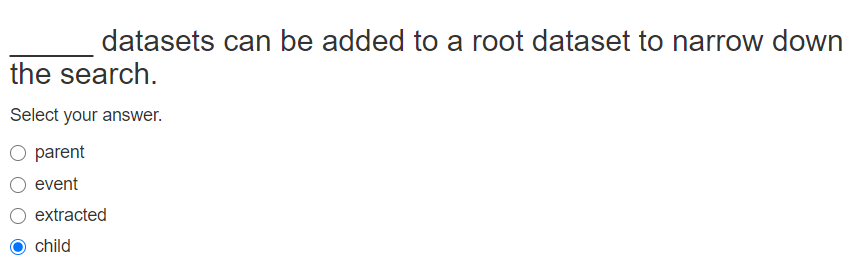 _____ datasets can be added to a root dataset to narrow down
the search.
Select your answer.
parent
event
extracted
child